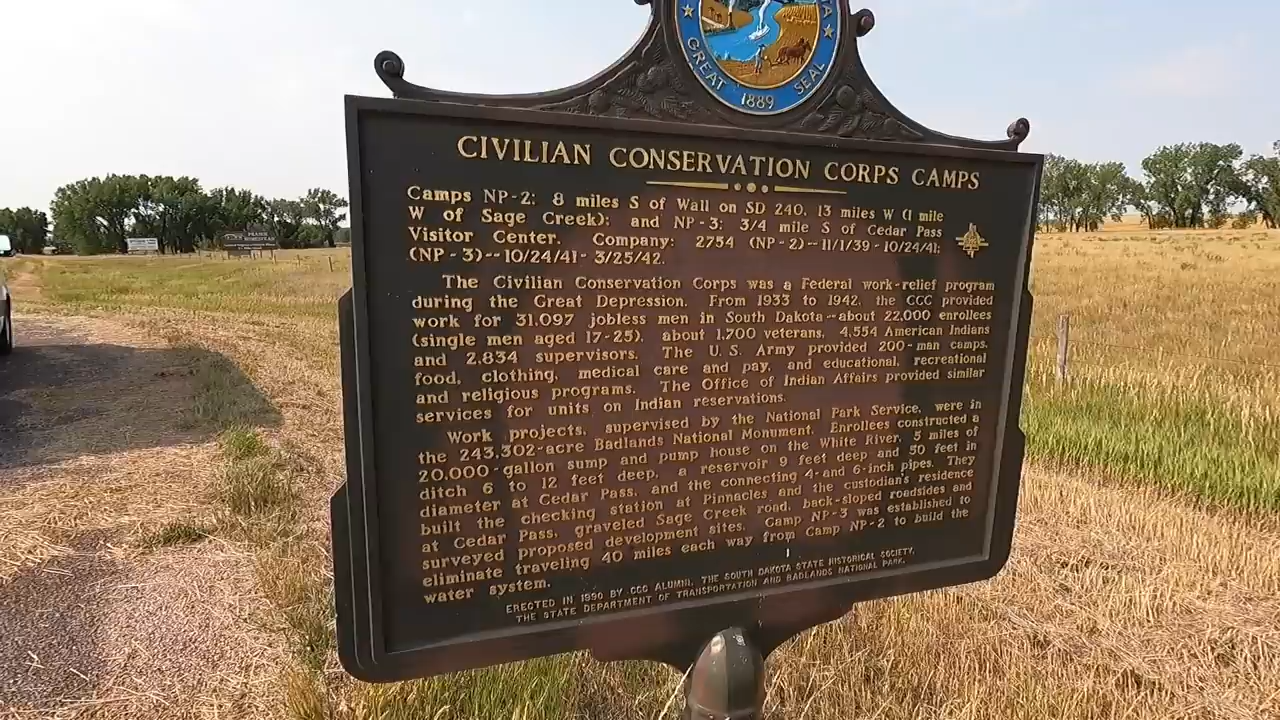 GREAT SEAL
1889
CIVILIAN CONSERVATION CORPS CAMPS
Camps NP-2: 8 miles S of Wall on SD 240, 13 miles W (1 mile
W of Sage Creek); and NP-3: 3/4 mile S of Cedar Pass
Visitor Center. Company: 2754 (NP-2)--11/1/39 - 10/24/41;
(NP-3)--10/24/41 - 3/25/42.
The Civilian Conservation Corps was a Federal work-relief program
during the Great Depression. From 1933 to 1942, the CCC provided
work for 31,097 jobless men in South Dakota--about 22,000 enrollees
(single men aged 17-25), about 1,700 veterans, 4,554 American Indians
and 2,834 supervisors. The U.S. Army provided 200-man camps,
food, clothing, medical care and pay, and educational, recreational
and religious programs. The Office of Indian Affairs provided similar
services for units on Indian reservations.
Work projects, supervised by the National Park Service, were in
the 243,302-acre Badlands National Monument. Enrollees constructed a
20,000-gallon sump and pump house on the White River, 5 miles of
ditch 6 to 12 feet deep, a reservoir 9 feet deep and 50 feet in
diameter at Cedar Pass, and the connecting 4-and 6-inch pipes. They
built the checking station at Pinnacles and the custodian's residence
at Cedar Pass, graveled Sage Creek road, back-sloped roadsides and
surveyed proposed development sites. Camp NP-3 was established to
eliminate traveling 40 miles each way from Camp NP-2 to build the
water system.
ERECTED IN 1990 BY CCC ALUMNI, THE SOUTH DAKOTA STATE HISTORICAL SOCIETY,
THE STATE DEPARTMENT OF TRANSPORTATION AND BADLANDS NATIONAL PARK.
PRAIRIE
HOMESTEAD